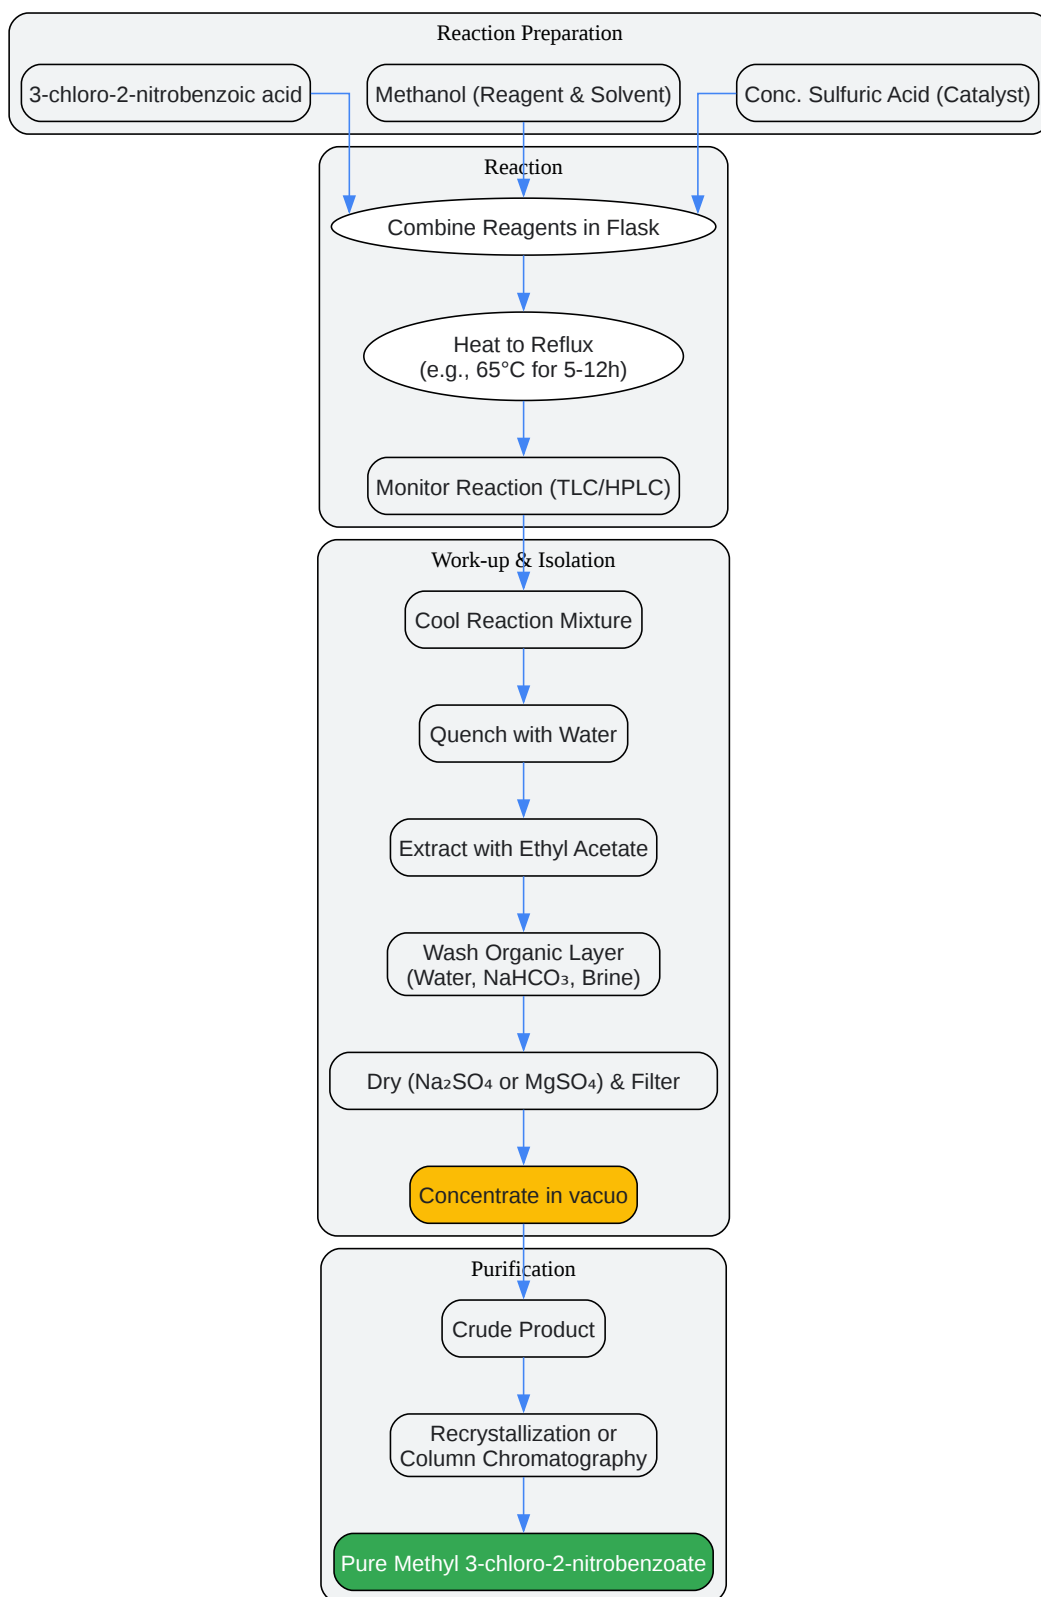 Reaction Preparation
3-chloro-2-nitrobenzoic acid
Methanol (Reagent & Solvent)
Conc. Sulfuric Acid (Catalyst)
Reaction
Combine Reagents in Flask
Heat to Reflux
(e.g., 65°C for 5-12h)
Monitor Reaction (TLC/HPLC)
Work-up & Isolation
Cool Reaction Mixture
Quench with Water
Extract with Ethyl Acetate
Wash Organic Layer
(Water, NaHCO₃, Brine)
Dry (Na₂SO₄ or MgSO₄) & Filter
Concentrate in vacuo
Purification
Crude Product
Recrystallization or
Column Chromatography
Pure Methyl 3-chloro-2-nitrobenzoate